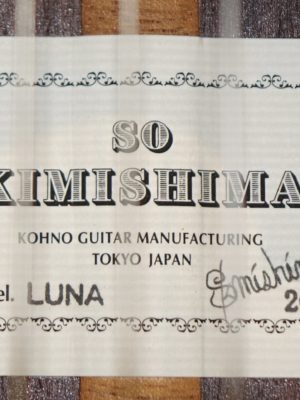 SO
KIMISHIMA
KOHNO GUITAR MANUFACTURING
TOKYO JAPAN
el. LUNA